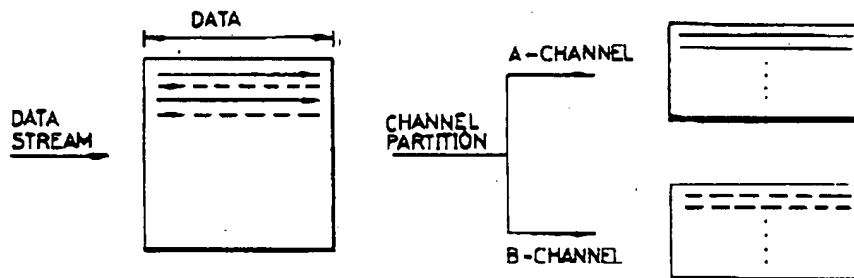 DATA
DATA
STREAM
CHANNEL
PARTITION
A-CHANNEL
B-CHANNEL